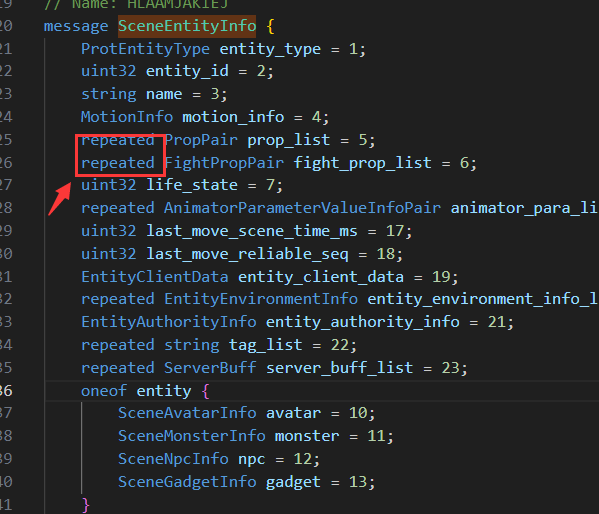 19 // Name: HLAAMJAKIEJ
20 message SceneEntityInfo {
21 ProtEntityType entity_type = 1;
22 uint32 entity_id = 2;
23 string name = 3;
24 MotionInfo motion_info = 4;
25 repeated PropPair prop_list = 5;
26 repeated FightPropPair fight_prop_list = 6;
27 uint32 life_state = 7;
28 repeated AnimatorParameterValueInfoPair animator_para_li
29 uint32 last_move_scene_time_ms = 17;
30 uint32 last_move_reliable_seq = 18;
31 EntityClientData entity_client_data = 19;
32 repeated EntityEnvironmentInfo entity_environment_info_l
33 EntityAuthorityInfo entity_authority_info = 21;
34 repeated string tag_list = 22;
35 repeated ServerBuff server_buff_list = 23;
36 oneof entity {
37 SceneAvatarInfo avatar = 10;
38 SceneMonsterInfo monster = 11;
39 SceneNpcInfo npc = 12;
40 SceneGadgetInfo gadget = 13;
41 }